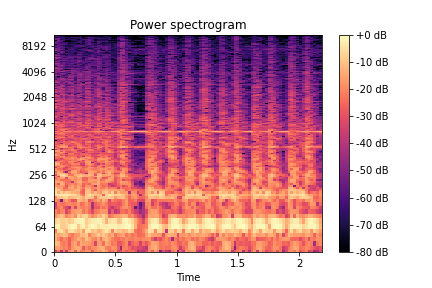 Power spectrogram
Hz
8192
4096
2048
1024
512
256
128
64
0
0
0.5
1
1.5
2
Time
+0 dB
-10 dB
-20 dB
-30 dB
-40 dB
-50 dB
-60 dB
-70 dB
-80 dB